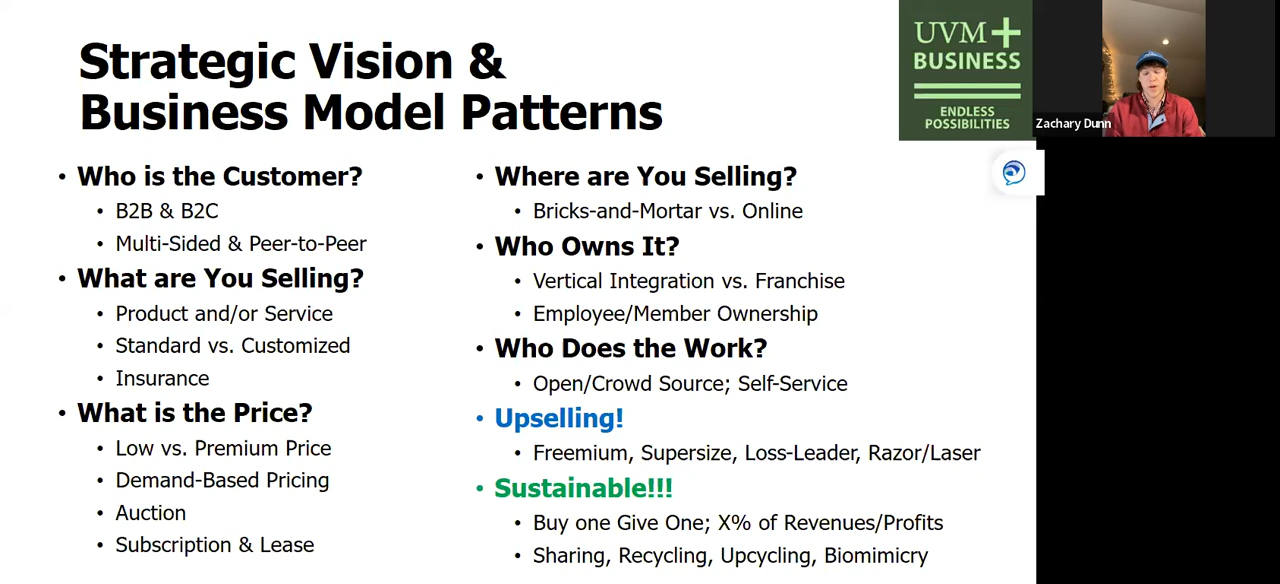 Strategic Vision &
Business Model Patterns
• Who is the Customer?
• B2B & B2C
• Multi-Sided & Peer-to-Peer
• What are You Selling?
• Product and/or Service
• Standard vs. Customized
• Insurance
• What is the Price?
• Low vs. Premium Price
• Demand-Based Pricing
• Auction
• Subscription & Lease
• Where are You Selling?
• Bricks-and-Mortar vs. Online
• Who Owns It?
• Vertical Integration vs. Franchise
• Employee/Member Ownership
• Who Does the Work?
• Open/Crowd Source; Self-Service
• Upselling!
• Freemium, Supersize, Loss-Leader, Razor/Laser
• Sustainable!!!
• Buy one Give One; X% of Revenues/Profits
• Sharing, Recycling, Upcycling, Biomimicry
UVM+
BUSINESS
ENDLESS
POSSIBILITIES
Zachary Dunn